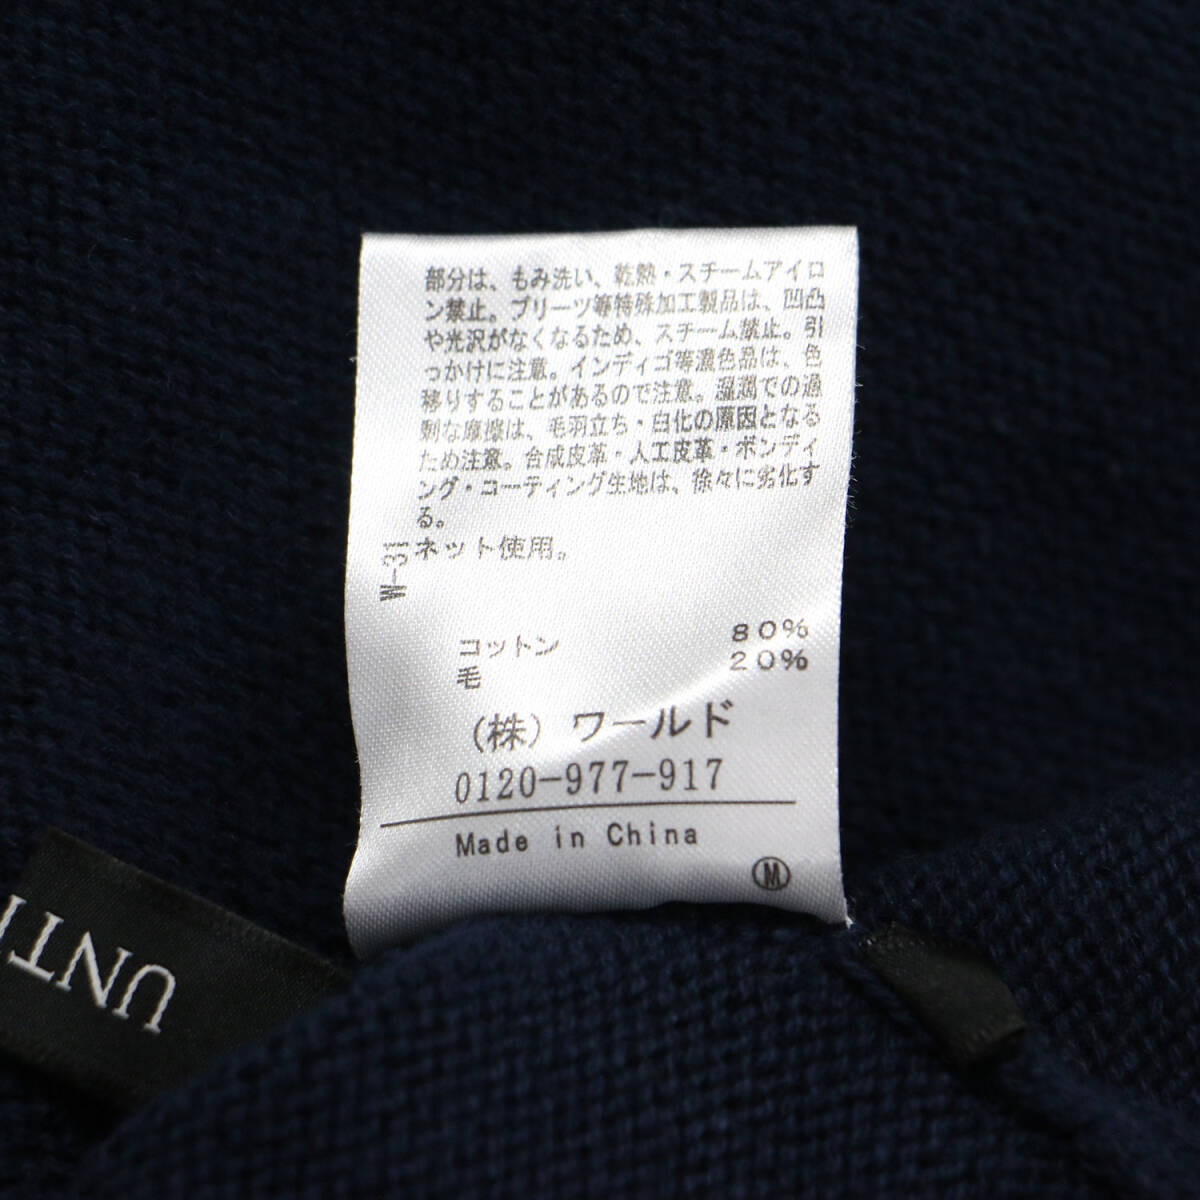 部分は、もみ洗い、乾熱・スチームアイロ
ン禁止。プリーツ等特殊加工製品は、凹凸
や光沢がなくなるため、スチーム禁止。引
っかけに注意。インディゴ等濃色品は、色
移りすることがあるので注意。湿潤での過
剰な摩擦は、毛羽立ち・白化の原因となる
ため注意。合成皮革・人工皮革・ボンディ
ング・コーティング生地は、徐々に劣化す
る。
ネット使用。
W-31
コットン 80%
毛 20%
(株) ワールド
0120-977-917
Made in China
Ⓜ
UNT